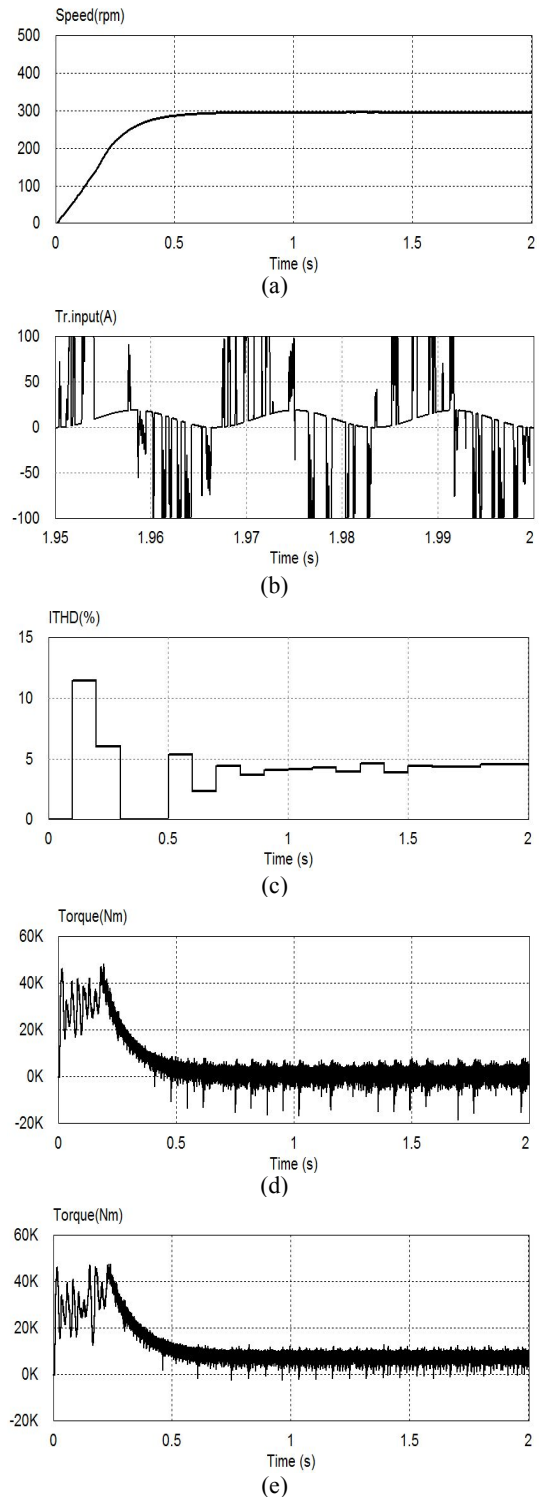 Speed(rpm)
500
400
300
200
100
0
0 0.5 1 1.5 2
Time (s)
(a)
Tr.input(A)
100
50
0
-50
-100
1.95 1.96 1.97 1.98 1.99 2
Time (s)
(b)
ITHD(%)
15
10
5
0
0 0.5 1 1.5 2
Time (s)
(c)
Torque(Nm)
60K
40K
20K
0K
-20K
0 0.5 1 1.5 2
Time (s)
(d)
Torque(Nm)
60K
40K
20K
0K
-20K
0 0.5 1 1.5 2
Time (s)
(e)